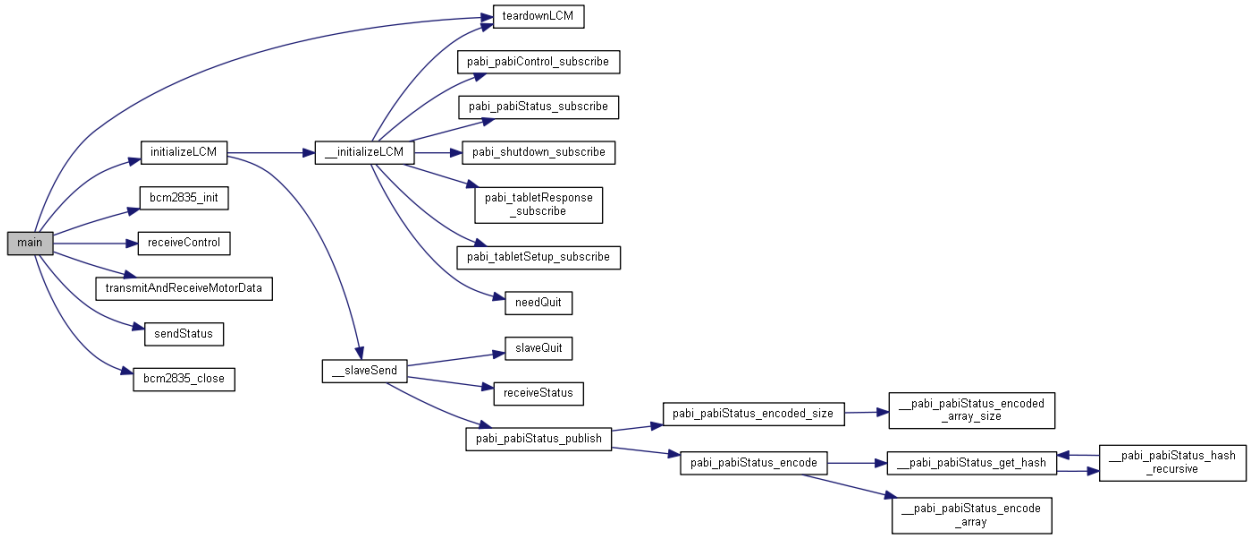 teardownLCM
pabi_pabiControl_subscribe
pabi_pabiStatus_subscribe
initializeLCM
__initializeLCM
pabi_shutdown_subscribe
bcm2835_init
pabi_tabletResponse
_subscribe
main
receiveControl
pabi_tabletSetup_subscribe
transmitAndReceiveMotorData
needQuit
sendStatus
slaveQuit
bcm2835_close
__slaveSend
receiveStatus
pabi_pabiStatus_encoded_size
__pabi_pabiStatus_encoded
_array_size
pabi_pabiStatus_publish
pabi_pabiStatus_encode
__pabi_pabiStatus_get_hash
__pabi_pabiStatus_hash
_recursive
__pabi_pabiStatus_encode
_array